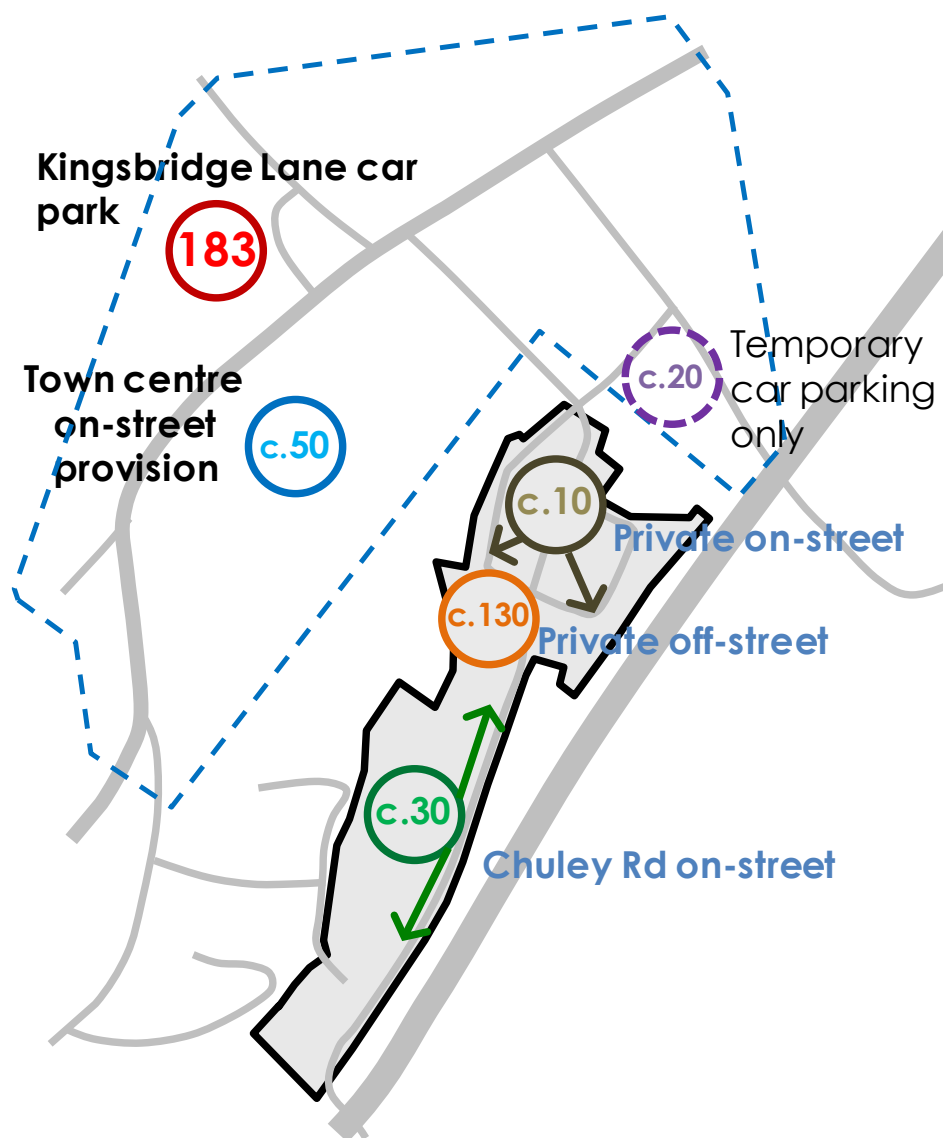 Kingsbridge Lane car
park
183
Temporary
car parking
only
c.20
Town centre
on-street
provision
c.50
c.10
Private on-street
c.130
Private off-street
c.30
Chuley Rd on-street